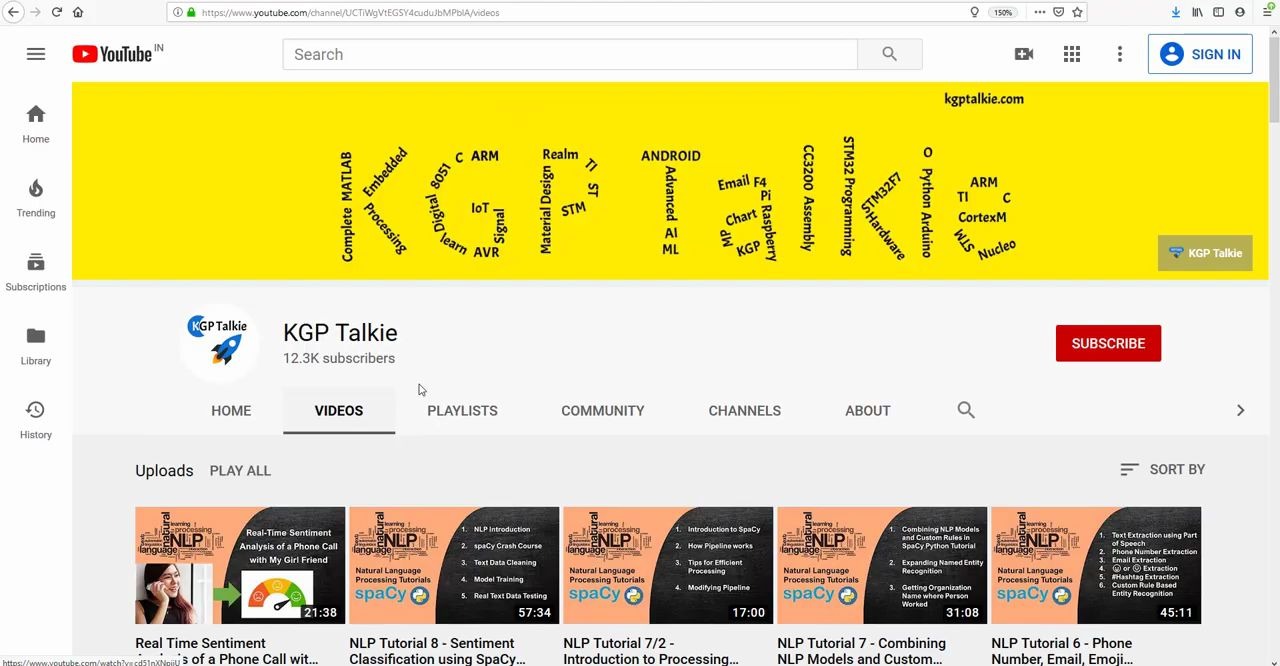 https://www.youtube.com/channel/UCTiWgVtEGSY4cuduJbMPblA/videos
150%
YouTube IN
Search
SIGN IN
Home
Trending
Subscriptions
Library
History
kgptalkie.com
Complete MATLAB
Embedded
Processing
8051
C ARM
Digital
IoT
Signal
learn
AVR
Realm
TI
ST
STM
Material Design
ANDROID
Advanced
AI
ML
Email F4
Pi
Chart
Raspberry
MP
KGP
CC3200 Assembly
STM32 Programming
STM32F7
Hardware
O
Python Arduino
ARM
TI C
CortexM
STM
Nucleo
KGP Talkie
KGP Talkie
KGP Talkie
12.3K subscribers
SUBSCRIBE
HOME
VIDEOS
PLAYLISTS
COMMUNITY
CHANNELS
ABOUT
Uploads
PLAY ALL
SORT BY
NLP
Real-Time Sentiment
Analysis of a Phone Call
with My Girl Friend
21:38
Real Time Sentiment
Analysis of a Phone Call wit...
NLP
Natural Language
Processing Tutorials
spaCy
1. NLP Introduction
2. spaCy Crash Course
3. Text Data Cleaning
4. Model Training
5. Real Text Data Testing
57:34
NLP Tutorial 8 - Sentiment
Classification using SpaCy...
NLP
Natural Language
Processing Tutorials
spaCy
1. Introduction to SpaCy
2. How Pipeline works
3. Tips for Efficient
Processing
4. Modifying Pipeline
17:00
NLP Tutorial 7/2 -
Introduction to Processing...
NLP
Natural Language
Processing Tutorials
spaCy
1. Combining NLP Models
and Custom Rules in
SpaCy Python Tutorial
2. Expanding Named Entity
Recognition
3. Getting Organization
Name where Person
Worked
31:08
NLP Tutorial 7 - Combining
NLP Models and Custom...
NLP
Natural Language
Processing Tutorials
spaCy
1. Text Extraction using Part
of Speech
2. Phone Number Extraction
3. Email Extraction
4. 😀 or 😀 Extraction
5. #Hashtag Extraction
6. Custom Rule Based
Entity Recognition
45:11
NLP Tutorial 6 - Phone
Number, Email, Emoji...